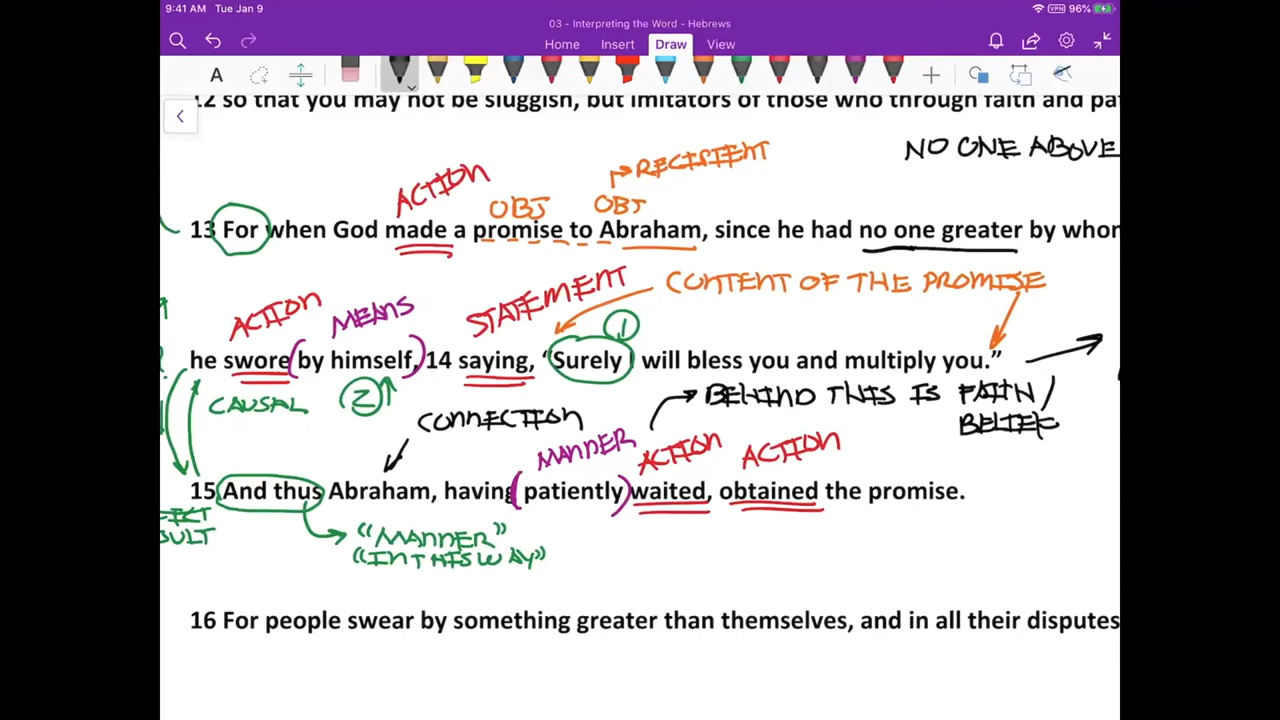 9:41 AM Tue Jan 9
VPN 96%
03 - Interpreting the Word - Hebrews
Home Insert Draw View
A
12 so that you may not be sluggish, but imitators of those who through faith and
NO ONE ABOVE
RECIPIENT
ACTION
OBJ OBJ
13 For when God made a promise to Abraham, since he had no one greater by
CONTENT OF THE PROMISE
ACTION MEANS STATEMENT
1
he swore (by himself,) 14 saying, “Surely I will bless you and multiply you.”
CAUSAL 2
BEHIND THIS IS FAITH/
BELIEF
CONNECTION
MANNER ACTION ACTION
15 And thus Abraham, having (patiently) waited, obtained the promise.
“MANNER”
“IN THIS WAY”
16 For people swear by something greater than themselves, and in all their disputes